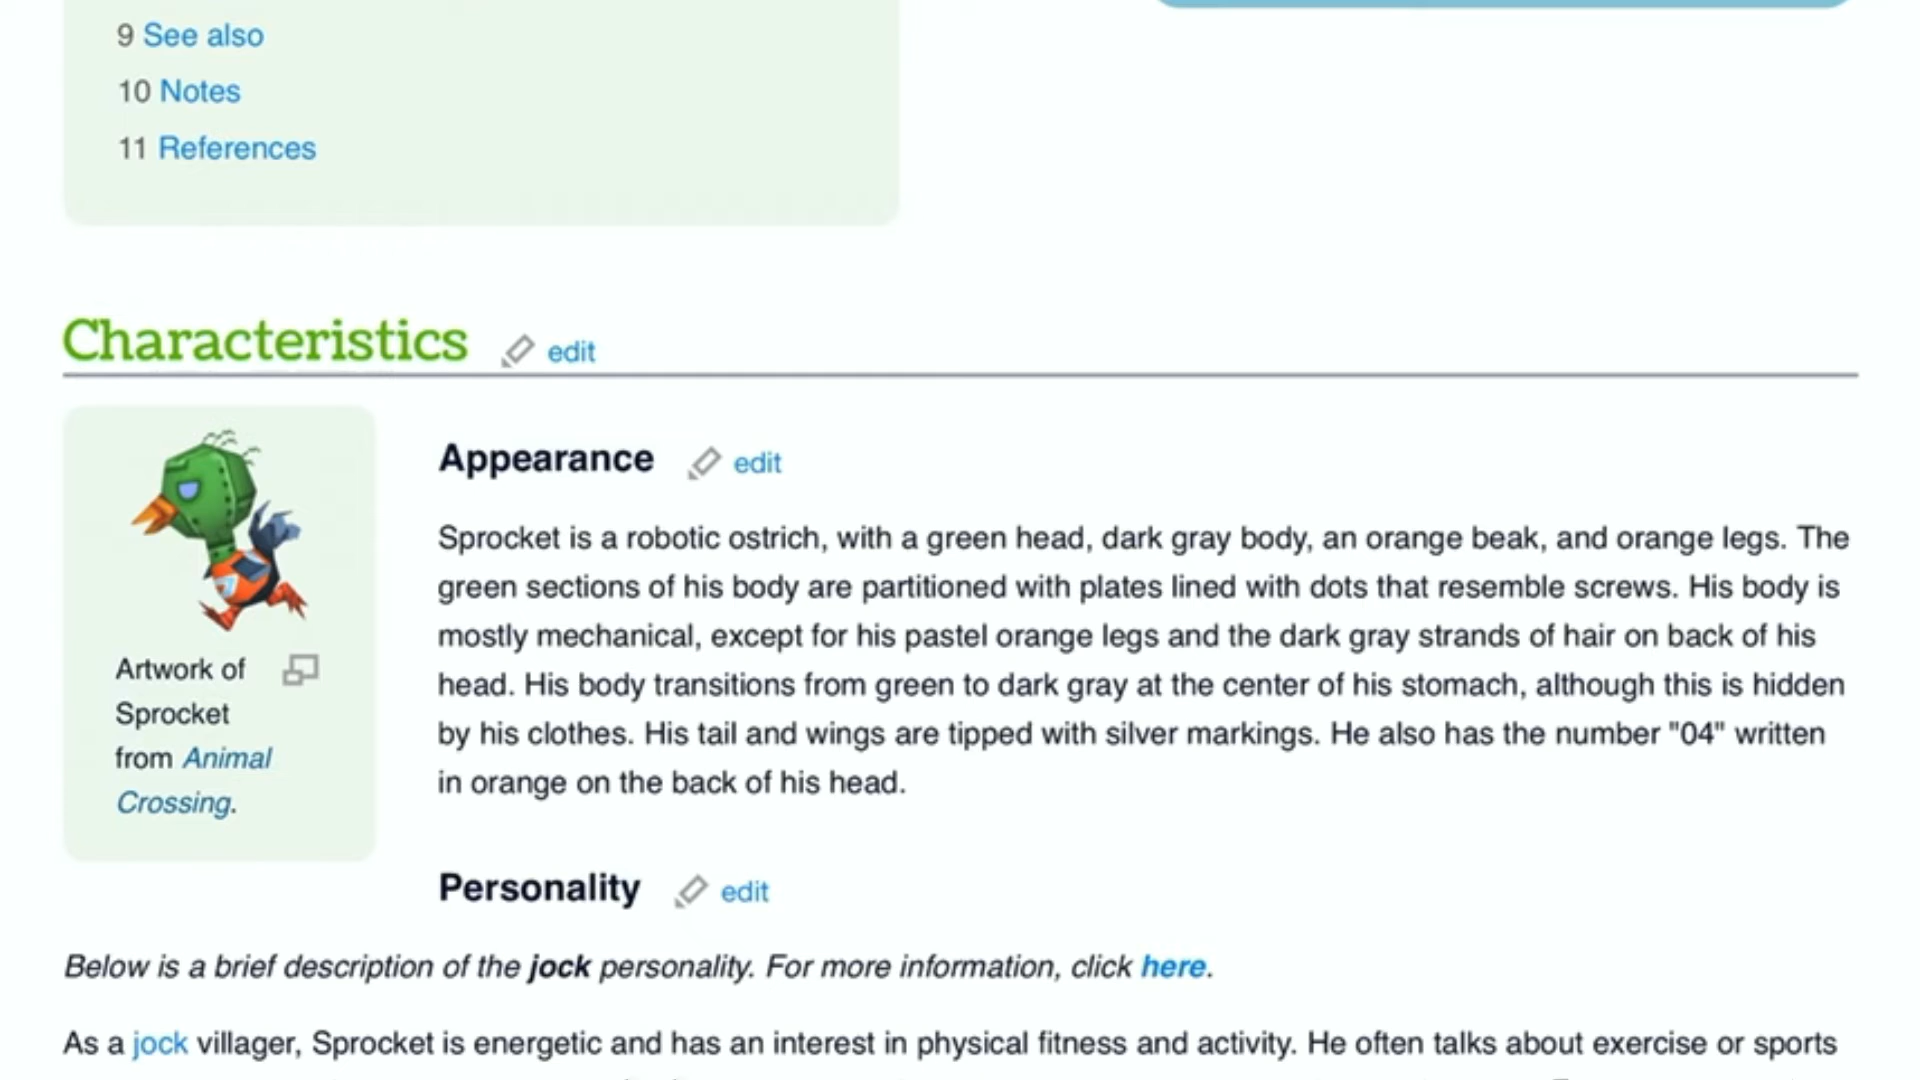 9 See also
10 Notes
11 References
Characteristics edit
Appearance edit
Sprocket is a robotic ostrich, with a green head, dark gray body, an orange beak, and orange legs. The
green sections of his body are partitioned with plates lined with dots that resemble screws. His body is
mostly mechanical, except for his pastel orange legs and the dark gray strands of hair on back of his
head. His body transitions from green to dark gray at the center of his stomach, although this is hidden
by his clothes. His tail and wings are tipped with silver markings. He also has the number "04" written
in orange on the back of his head.
Artwork of
Sprocket
from Animal
Crossing.
Personality edit
Below is a brief description of the jock personality. For more information, click here.
As a jock villager, Sprocket is energetic and has an interest in physical fitness and activity. He often talks about exercise or sports